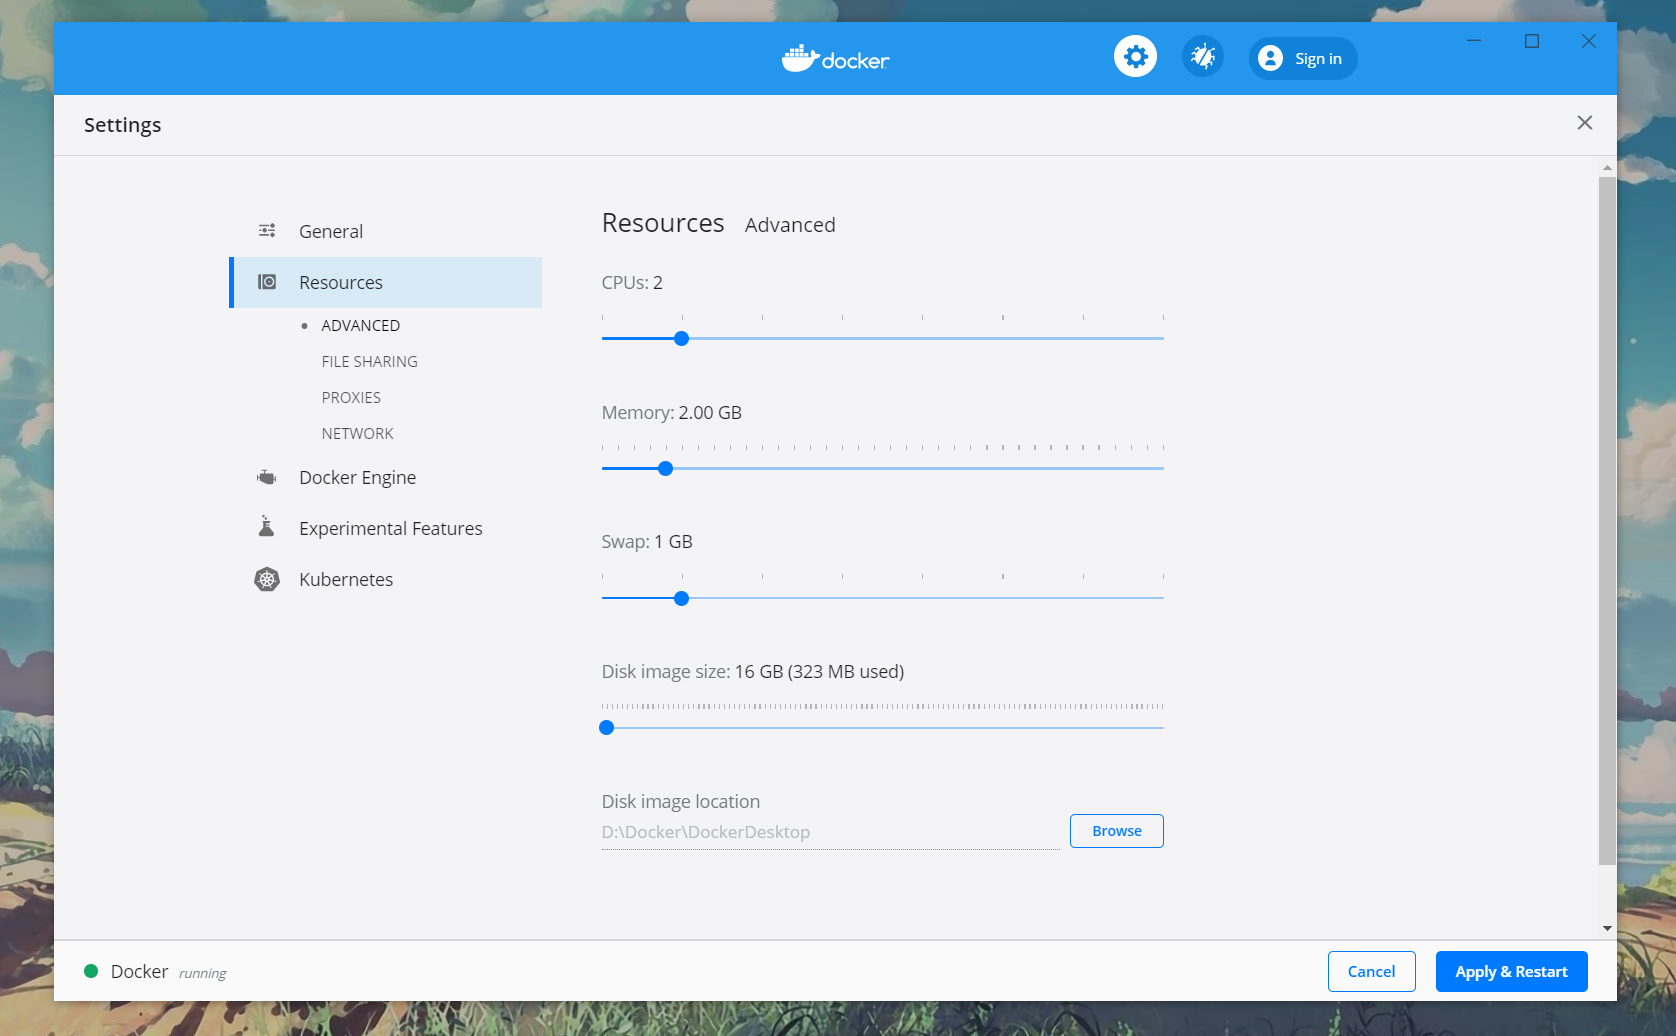 docker
Sign in
Settings
General
Resources
ADVANCED
FILE SHARING
PROXIES
NETWORK
Docker Engine
Experimental Features
Kubernetes
Resources Advanced
CPUs: 2
Memory: 2.00 GB
Swap: 1 GB
Disk image size: 16 GB (323 MB used)
Disk image location
D:\Docker\DockerDesktop
Browse
Docker running
Cancel
Apply & Restart